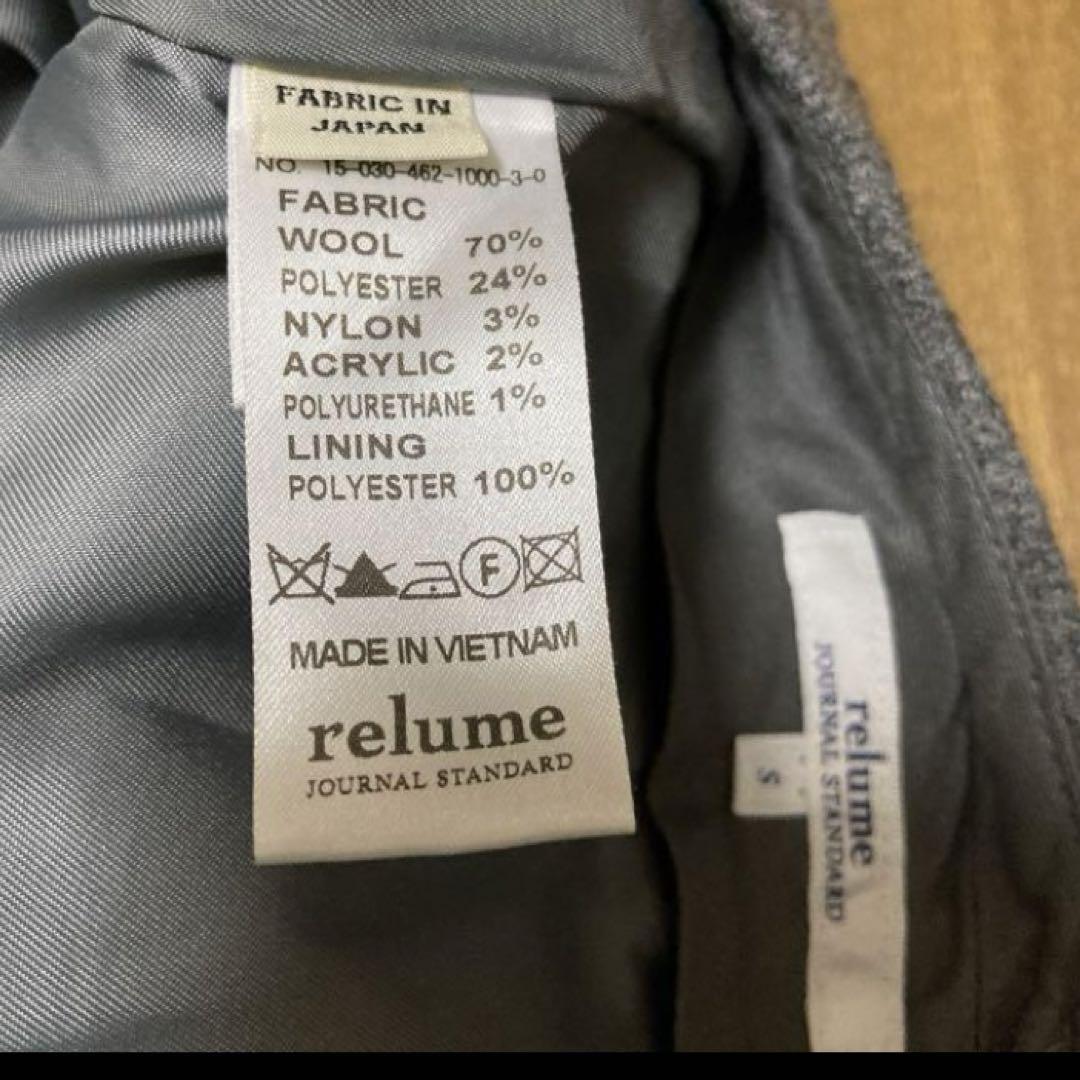 FABRIC IN
JAPAN
NO. 15-030-462-1000-3-0
FABRIC
WOOL 70%
POLYESTER 24%
NYLON 3%
ACRYLIC 2%
POLYURETHANE 1%
LINING
POLYESTER 100%
F
MADE IN VIETNAM
relume
JOURNAL STANDARD
relume
JOURNAL STANDARD
S